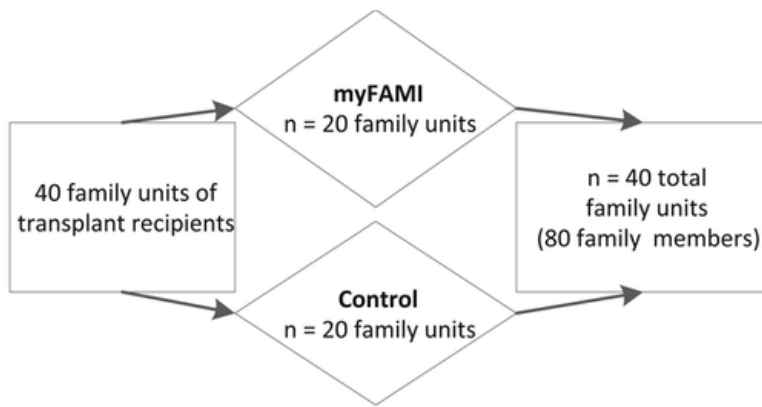 myFAMI
n = 20 family units
40 family units of
transplant recipients
n = 40 total
family units
(80 family members)
Control
n = 20 family units